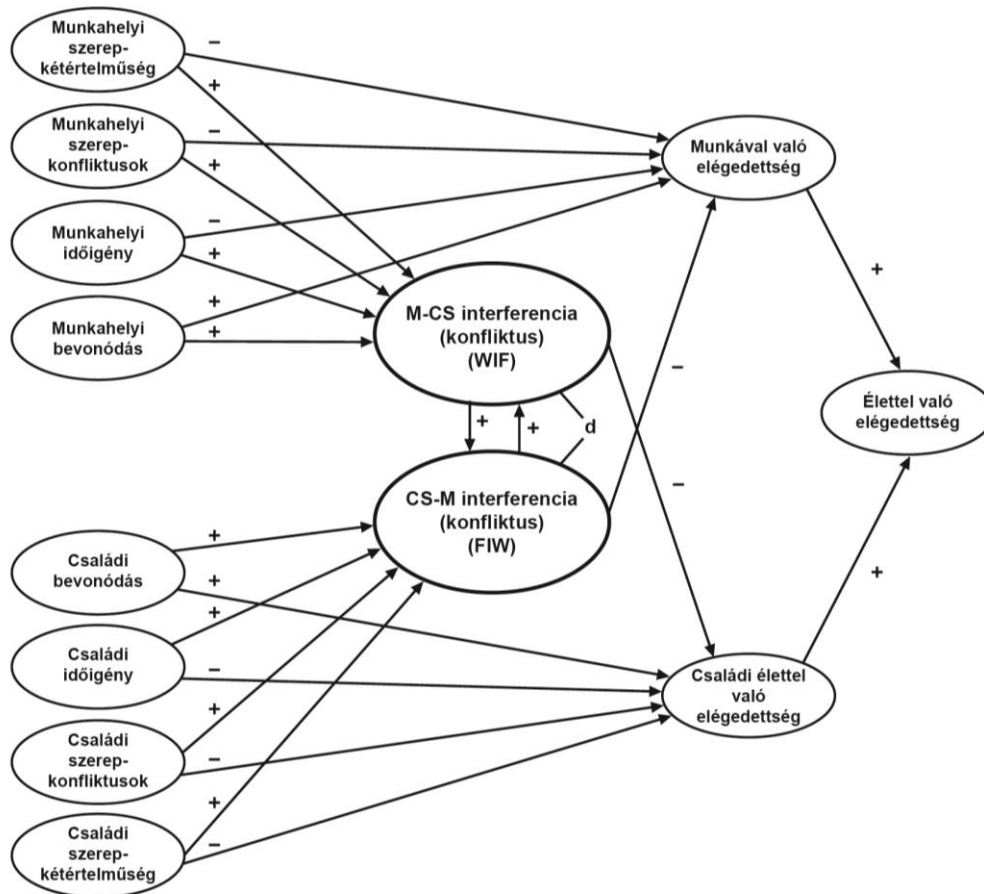 Munkahelyi
szerep-
kétértelműség
–
+
Munkahelyi
szerep-
konfliktusok
–
+
Munkahelyi
időigény
–
+
Munkahelyi
bevonódás
+
+
Munkával való
elégedettség
M-CS interferencia
(konfliktus)
(WIF)
+
+
d
–
–
+
Élettel való
elégedettség
+
CS-M interferencia
(konfliktus)
(FIW)
Családi
bevonódás
+
+
Családi
időigény
+
–
Családi
szerep-
konfliktusok
+
–
Családi
szerep-
kétértelműség
+
–
Családi élettel
való
elégedettség